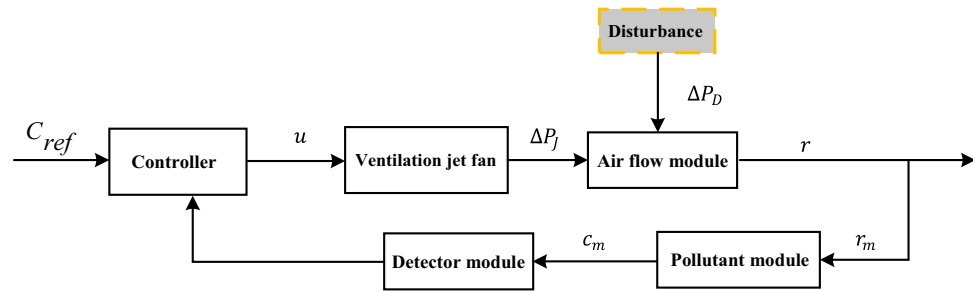 Disturbance
ΔP_D
C_ref
Controller
u
Ventilation jet fan
ΔP_J
Air flow module
r
Detector module
c_m
Pollutant module
r_m